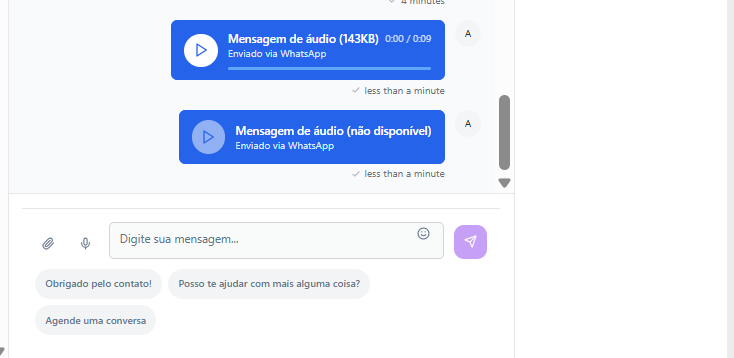 4 minutes
Mensagem de áudio (143KB) 0:00 / 0:09
A
Enviado via WhatsApp
less than a minute
Mensagem de áudio (não disponível)
A
Enviado via WhatsApp
less than a minute
Digite sua mensagem...
Obrigado pelo contato!
Posso te ajudar com mais alguma coisa?
Agende uma conversa